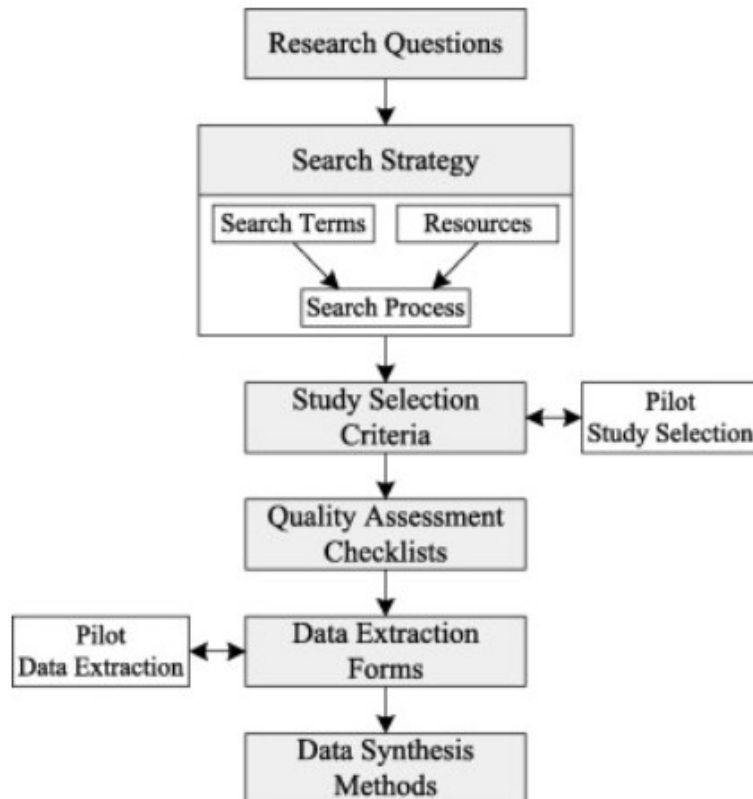 Research Questions
Search Strategy
Search Terms
Resources
Search Process
Study Selection
Criteria
Pilot
Study Selection
Quality Assessment
Checklists
Pilot
Data Extraction
Data Extraction
Forms
Data Synthesis
Methods